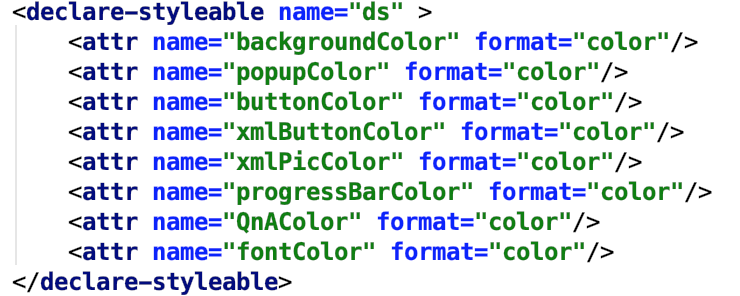 <declare-styleable name="ds" >
<attr name="backgroundColor" format="color"/>
<attr name="popupColor" format="color"/>
<attr name="buttonColor" format="color"/>
<attr name="xmlButtonColor" format="color"/>
<attr name="xmlPicColor" format="color"/>
<attr name="progressBarColor" format="color"/>
<attr name="QnAColor" format="color"/>
<attr name="fontColor" format="color"/>
</declare-styleable>